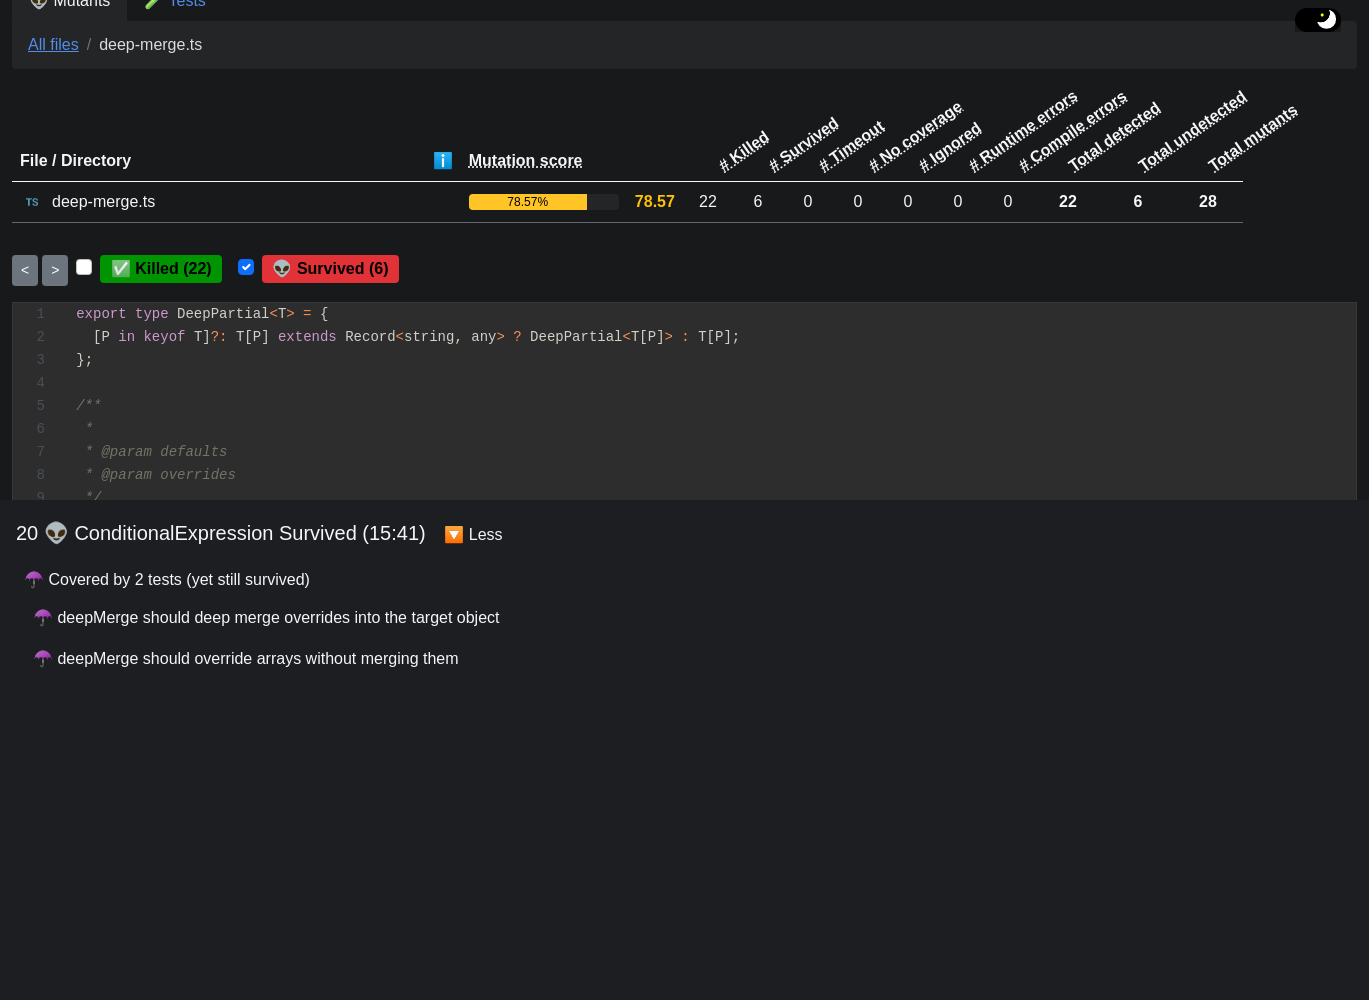 Mutants Tests
All files / deep-merge.ts
File / Directory ℹ Mutation score # Killed # Survived # Timeout # No coverage # Ignored # Runtime errors # Compile errors Total detected Total undetected Total mutants
TS deep-merge.ts 78.57% 78.57 22 6 0 0 0 0 0 22 6 28
< > ✅ Killed (22) 👽 Survived (6)
1 export type DeepPartial<T> = {
2 [P in keyof T]?: T[P] extends Record<string, any> ? DeepPartial<T[P]> : T[P];
3 };
4
5 /**
6 *
7 * @param defaults
8 * @param overrides
9 */
20 👽 ConditionalExpression Survived (15:41) 🔽 Less
☂ Covered by 2 tests (yet still survived)
☂ deepMerge should deep merge overrides into the target object
☂ deepMerge should override arrays without merging them